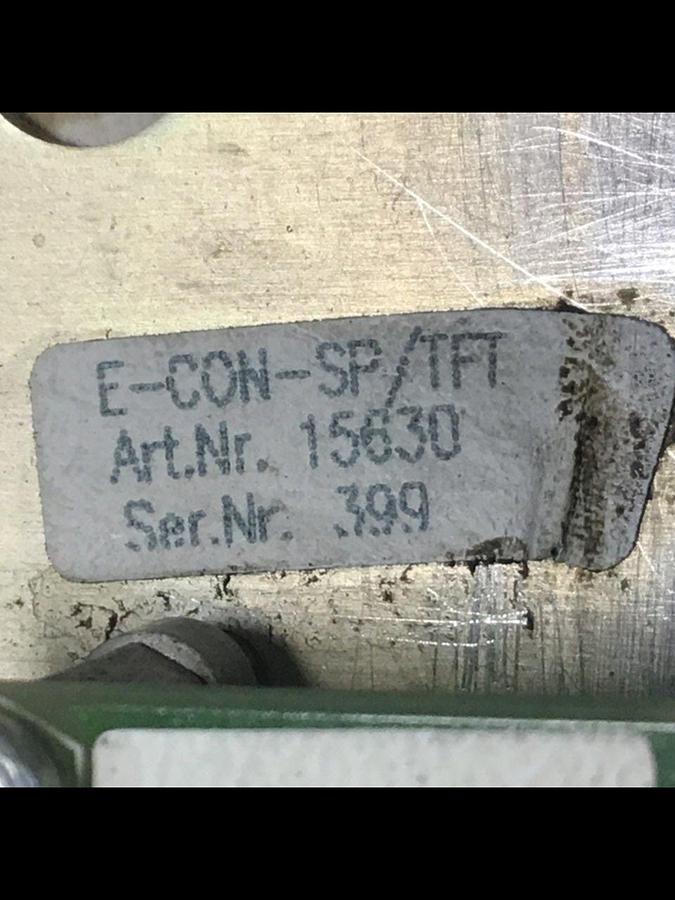 E-CON-SP/TFT
Art.Nr. 15630
Ser.Nr. 399